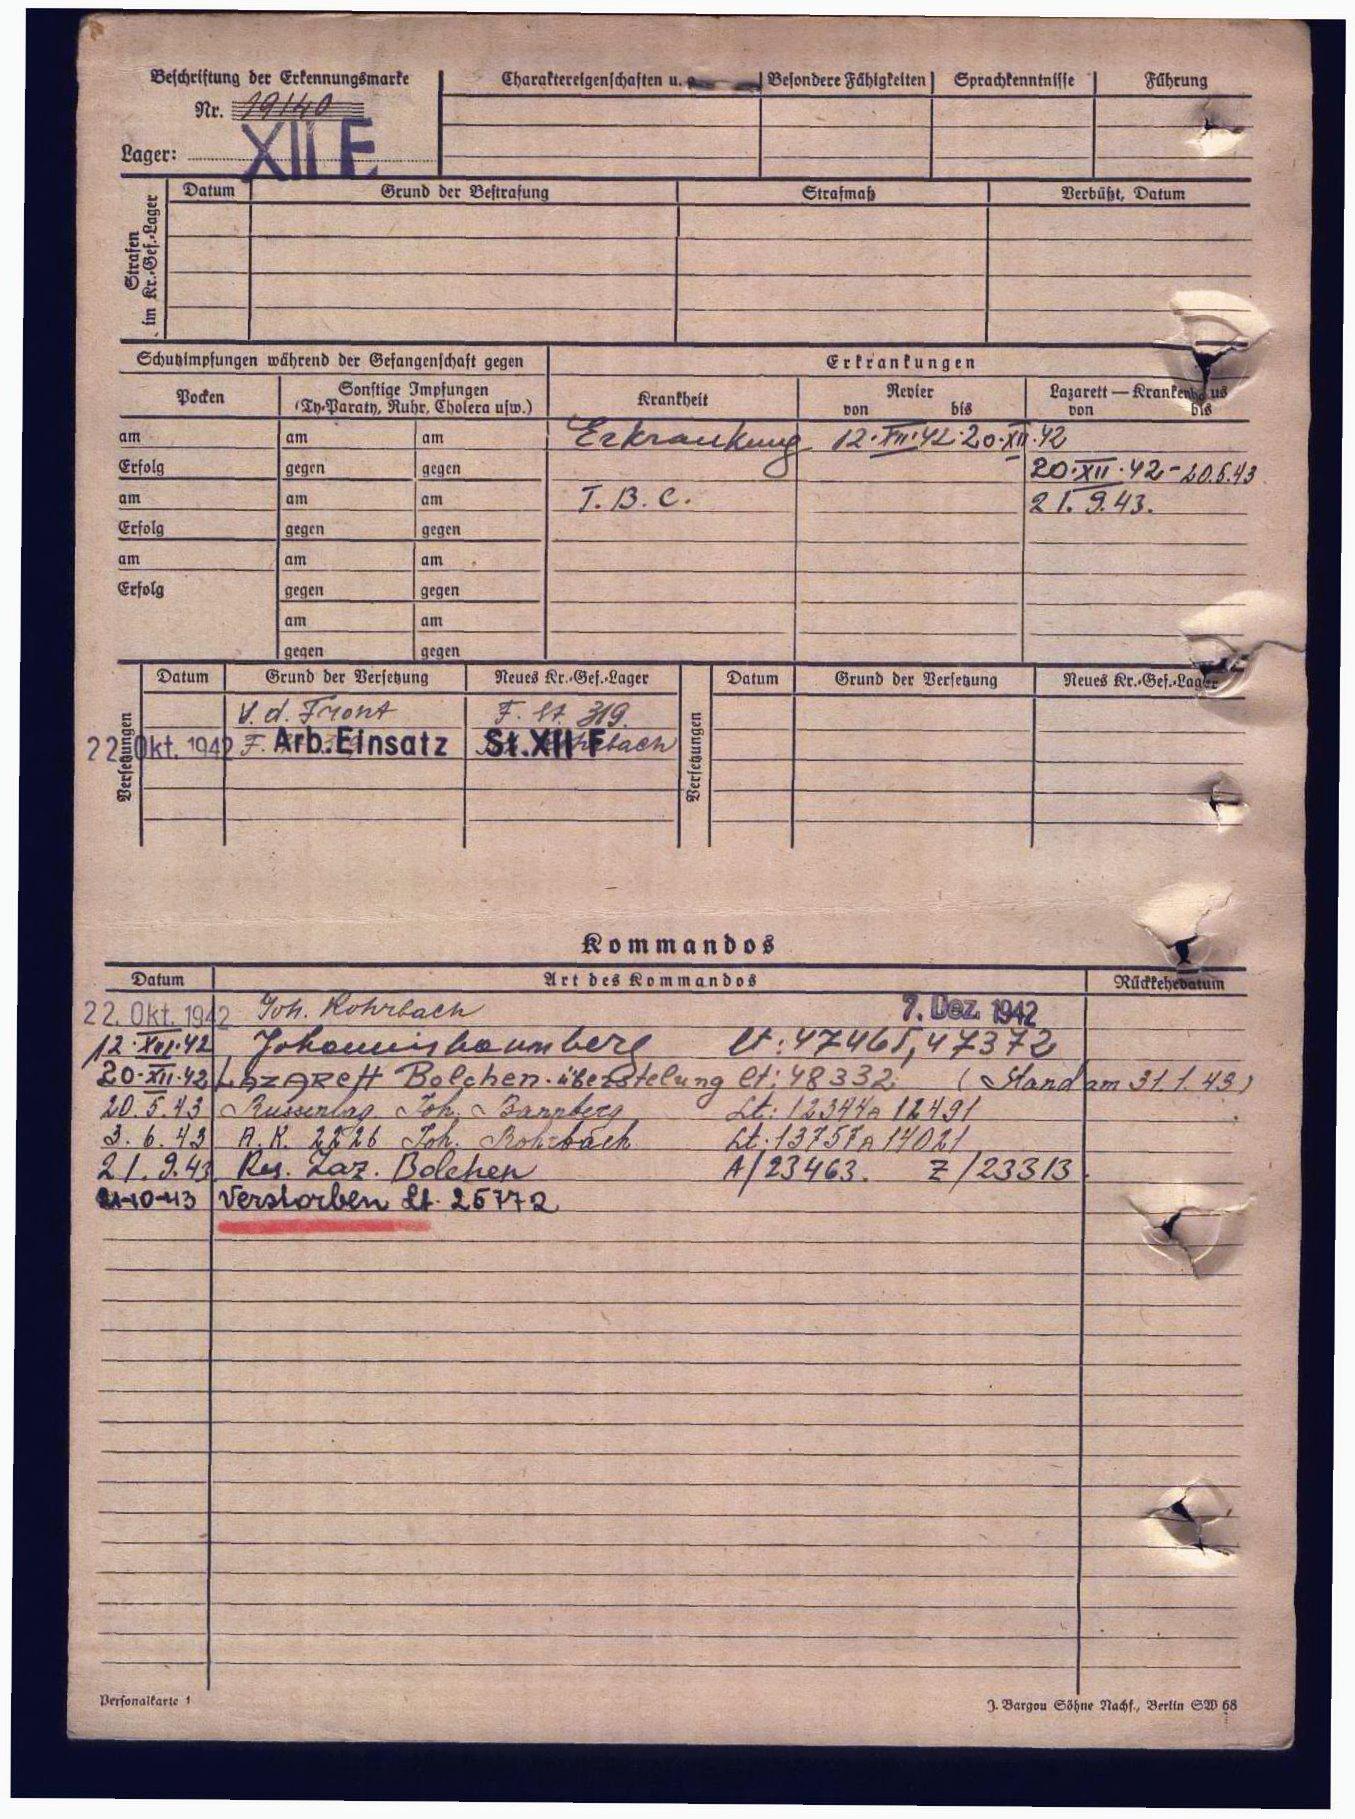 Beschriftung der Erkennungsmarke
Nr. 19140
Lager: XII F
Charaktereigenschaften u.
Besondere Fähigkeiten
Sprachkenntnisse
Führung
Strafen im Kr.-Gef.-Lager
Datum Grund der Bestrafung Strafmaß Verbüßt, Datum
Schutzimpfungen während der Gefangenschaft gegen
Erkrankungen
Pocken
Sonstige Impfungen
(Ty-Paraty, Ruhr, Cholera usw.)
Krankheit
Revier
von bis
Lazarett — Krankenhaus
von bis
am am am Erkrankung 12.XII.42-20.XII.42
Erfolg gegen gegen 20.XII.42-20.5.43
am am am T.B.C. 21.9.43.
Erfolg gegen gegen
am am am
Erfolg gegen gegen
am am
gegen gegen
Versetzungen
Datum Grund der Versetzung Neues Kr.-Gef.-Lager
V. d. Front F. St. 319.
22 Okt. 1942 F. Arb.Einsatz St.XII F
Versetzungen
Datum Grund der Versetzung Neues Kr.-Gef.-Lager
Kommandos
Datum Art des Kommandos Rückkehrdatum
22. Okt. 1942 Joh. Rohrbach 7. Dez. 1942
12.XII.42 Johannisbaumberg lt: 47465, 47372
20.XII.42 LAZAREtt Bolchen. überstelung lt: 48332 (Stand am 31.1.43)
20.5.43 Russenlag. Joh. Bannberg Lt: 12344A 12491
3.6.43 A.K. 2226 Joh. Rohrbach Lt. 13757A 14021
21.9.43 Res. Laz. Bolchen A/23463. Z/23313.
10-43 Verstorben Lt. 25772
Personalkarte 1
J. Bargou Söhne Nachf., Berlin SW 68